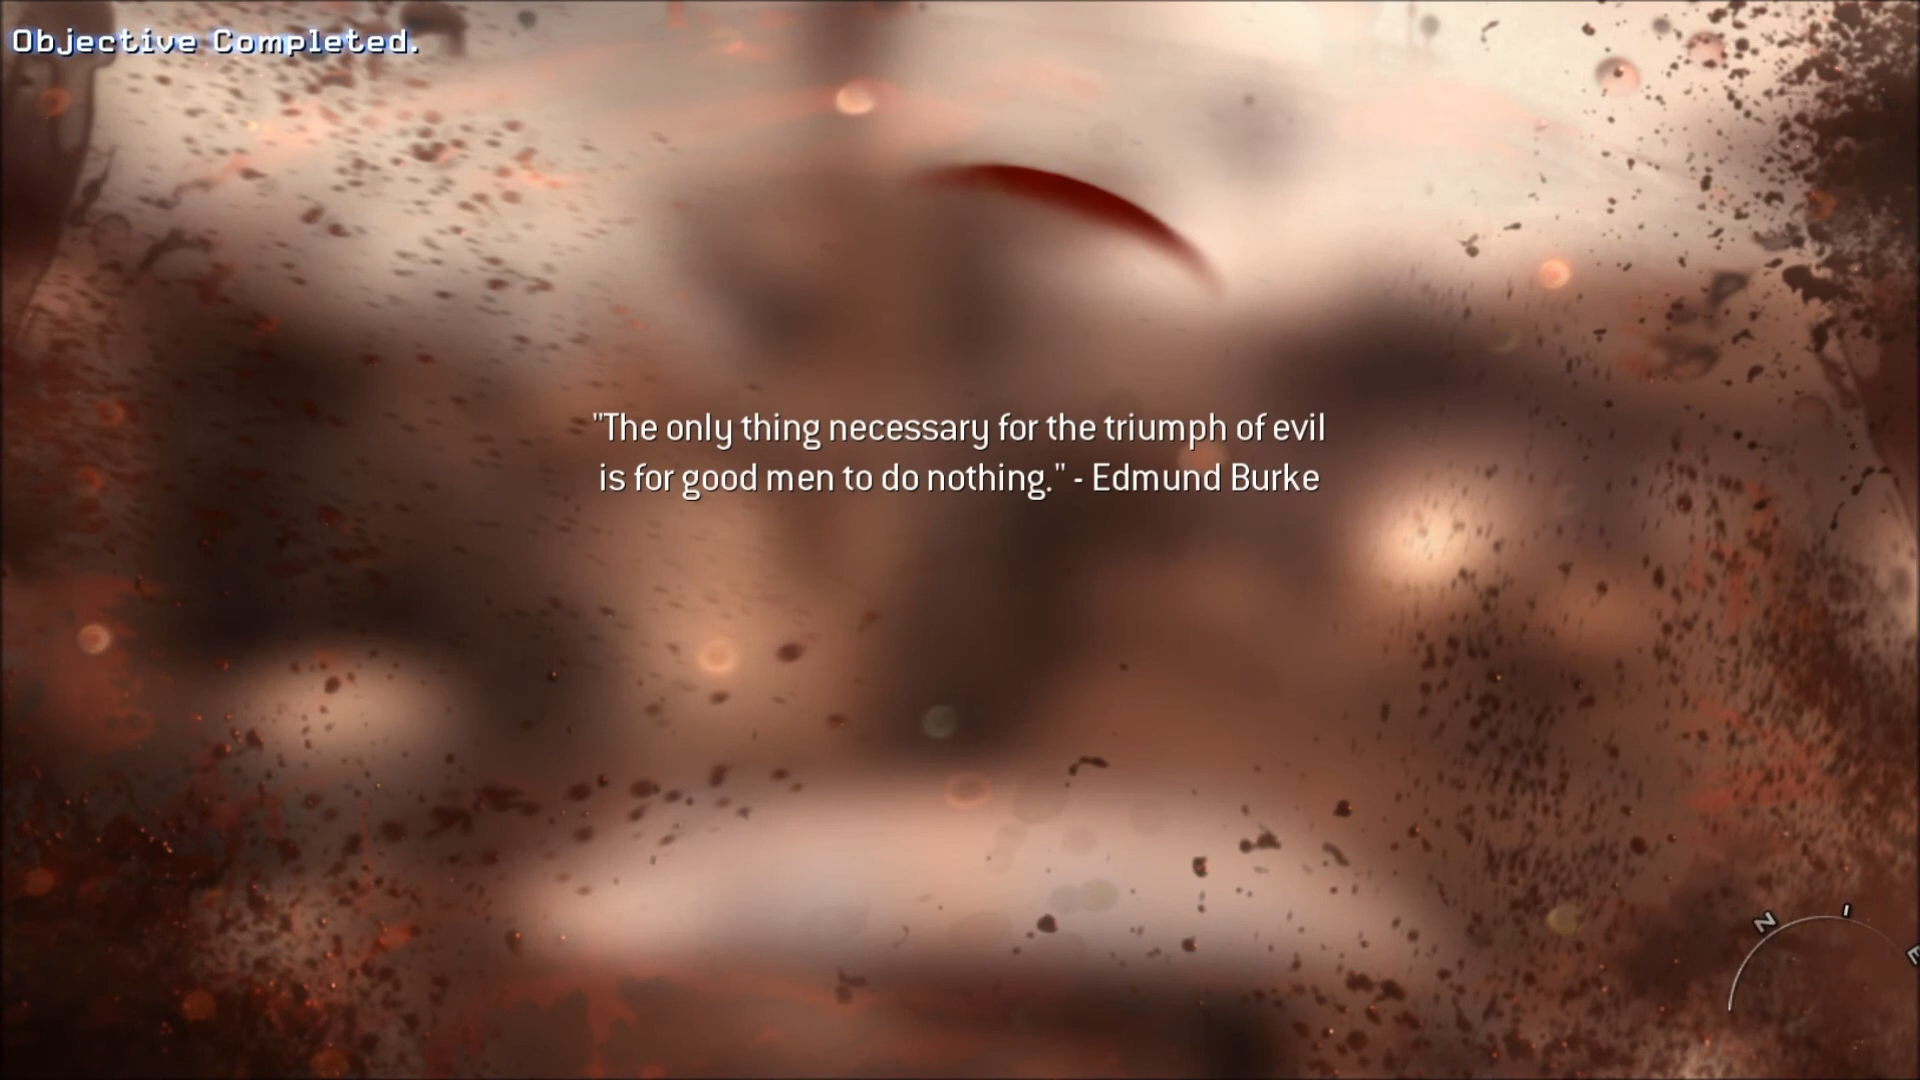 Objective Completed.
"The only thing necessary for the triumph of evil
is for good men to do nothing." - Edmund Burke
N
E